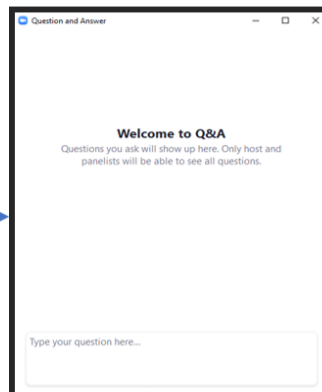 Question and Answer
Welcome to Q&A
Questions you ask will show up here. Only host and
panelists will be able to see all questions.
Type your question here...